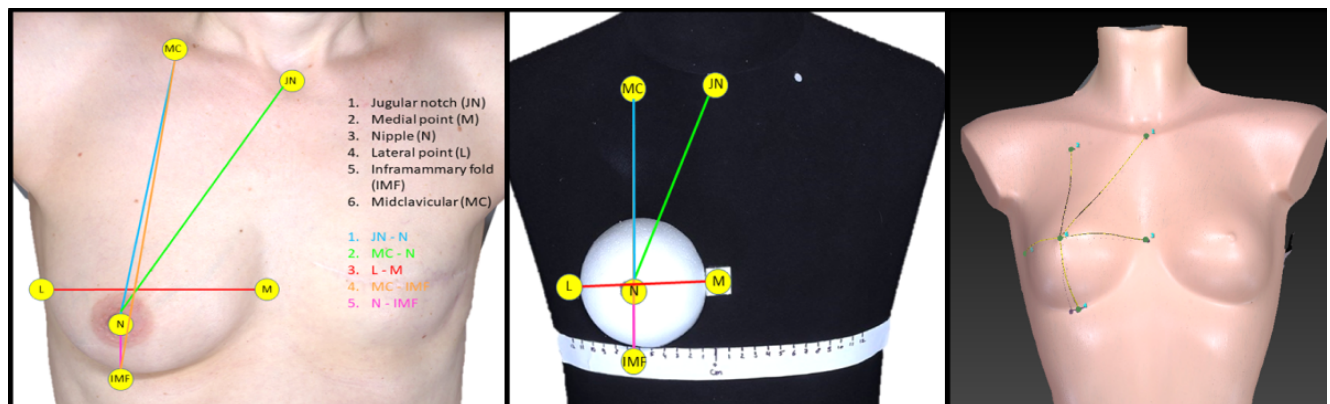 MC
JN
1. Jugular notch (JN)
2. Medial point (M)
3. Nipple (N)
4. Lateral point (L)
5. Inframammary fold
(IMF)
6. Midclavicular (MC)
1. JN - N
2. MC - N
3. L - M
4. MC - IMF
5. N - IMF
L
M
N
IMF
MC
JN
L
N
M
IMF
Cm